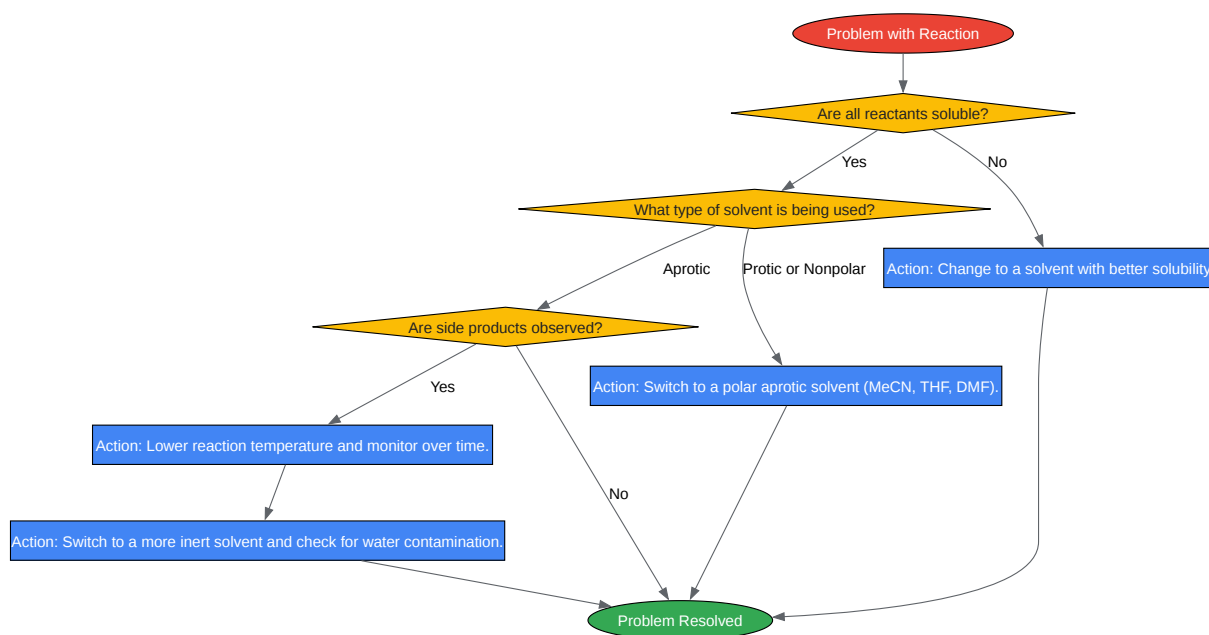 Problem with Reaction
Are all reactants soluble?
Yes
No
What type of solvent is being used?
Aprotic
Protic or Nonpolar
Action: Change to a solvent with better solubility
Are side products observed?
Yes
Action: Switch to a polar aprotic solvent (MeCN, THF, DMF).
Action: Lower reaction temperature and monitor over time.
No
Action: Switch to a more inert solvent and check for water contamination.
Problem Resolved